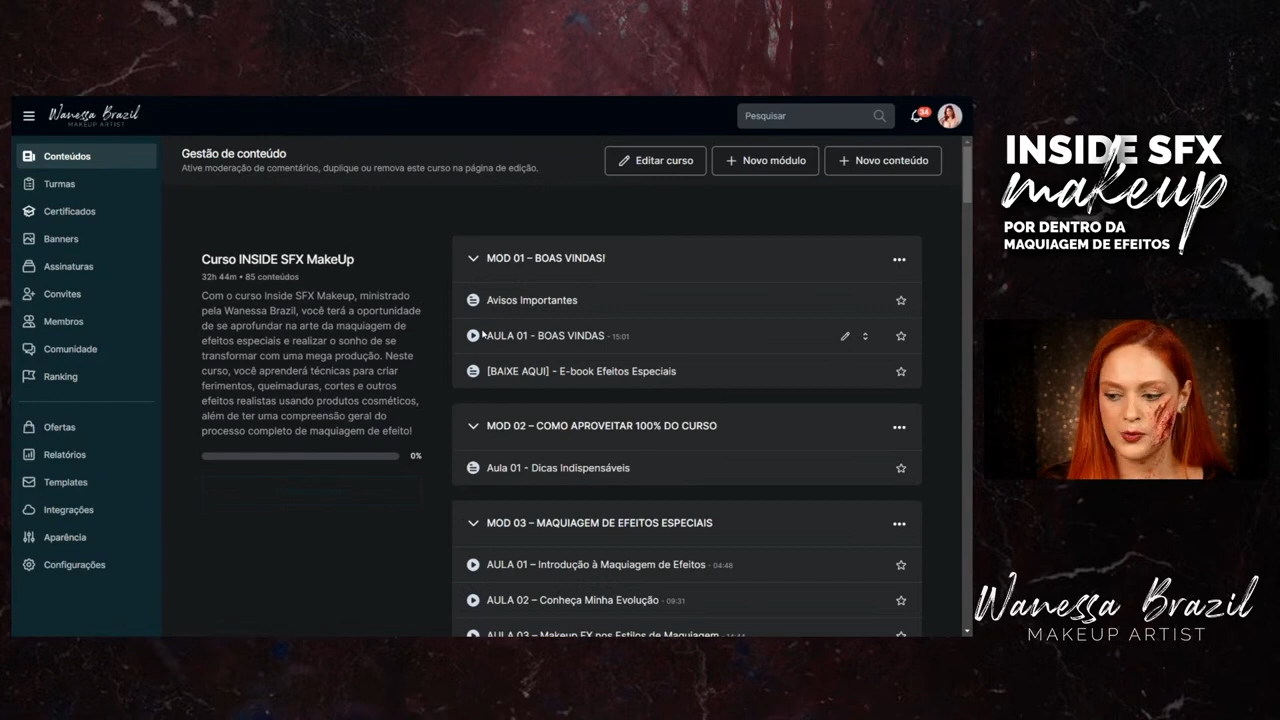 Wanessa Brazil
MAKEUP ARTIST
Pesquisar
34
Conteúdos
Turmas
Certificados
Banners
Assinaturas
Convites
Membros
Comunidade
Ranking
Ofertas
Relatórios
Templates
Integrações
Aparência
Configurações
Gestão de conteúdo
Ative moderação de comentários, duplique ou remova este curso na página de edição.
Editar curso
Novo módulo
Novo conteúdo
Curso INSIDE SFX MakeUp
32h 44m • 85 conteúdos
Com o curso Inside SFX Makeup, ministrado
pela Wanessa Brazil, você terá a oportunidade
de se aprofundar na arte da maquiagem de
efeitos especiais e realizar o sonho de se
transformar com uma mega produção. Neste
curso, você aprenderá técnicas para criar
ferimentos, queimaduras, cortes e outros
efeitos realistas usando produtos cosméticos,
além de ter uma compreensão geral do
processo completo de maquiagem de efeito!
0%
MOD 01 – BOAS VINDAS!
Avisos Importantes
AULA 01 - BOAS VINDAS - 15:01
[BAIXE AQUI] - E-book Efeitos Especiais
MOD 02 – COMO APROVEITAR 100% DO CURSO
Aula 01 - Dicas Indispensáveis
MOD 03 – MAQUIAGEM DE EFEITOS ESPECIAIS
AULA 01 – Introdução à Maquiagem de Efeitos - 04:48
AULA 02 – Conheça Minha Evolução - 09:31
AULA 03 – Makeup FX nos Estilos de Maquiagem
INSIDE SFX
makeup
POR DENTRO DA
MAQUIAGEM DE EFEITOS
Wanessa Brazil
MAKEUP ARTIST